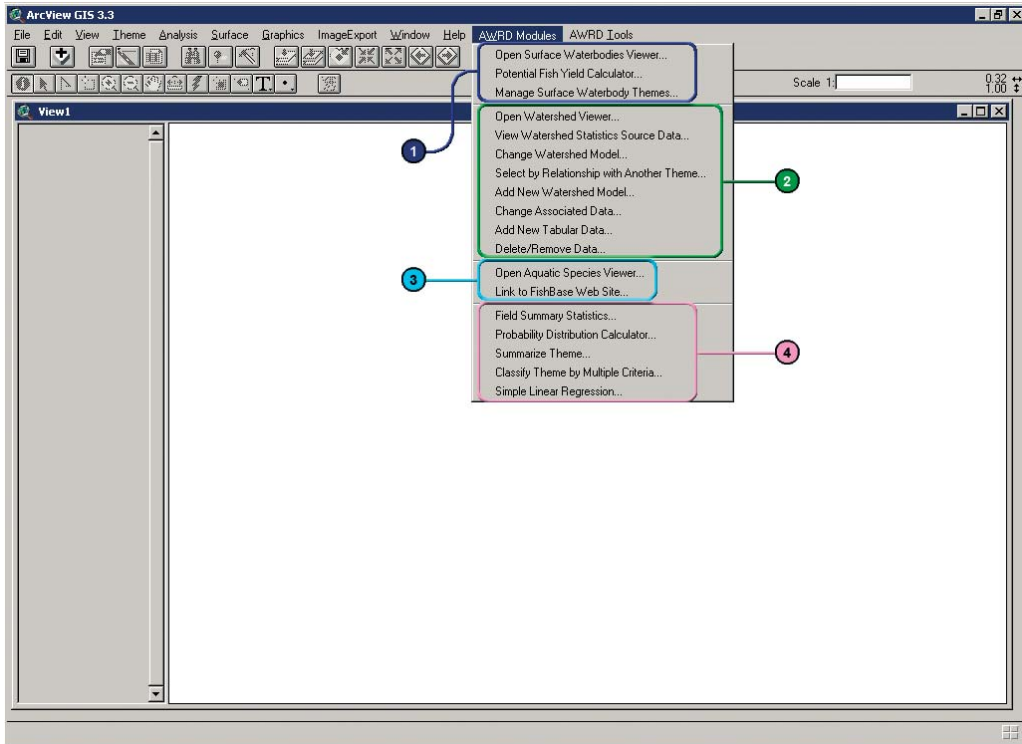 ArcView GIS 3.3
File Edit View Theme Analysis Surface Graphics ImageExport Window Help AWRD Modules AWRD Tools
Scale 1:
0.32
1.00
View1
Open Surface Waterbodies Viewer...
Potential Fish Yield Calculator...
Manage Surface Waterbody Themes...
1
Open Watershed Viewer...
View Watershed Statistics Source Data...
Change Watershed Model...
Select by Relationship with Another Theme...
Add New Watershed Model...
Change Associated Data...
Add New Tabular Data...
Delete/Remove Data...
2
Open Aquatic Species Viewer...
Link to FishBase Web Site...
3
Field Summary Statistics...
Probability Distribution Calculator...
Summarize Theme...
Classify Theme by Multiple Criteria...
Simple Linear Regression...
4